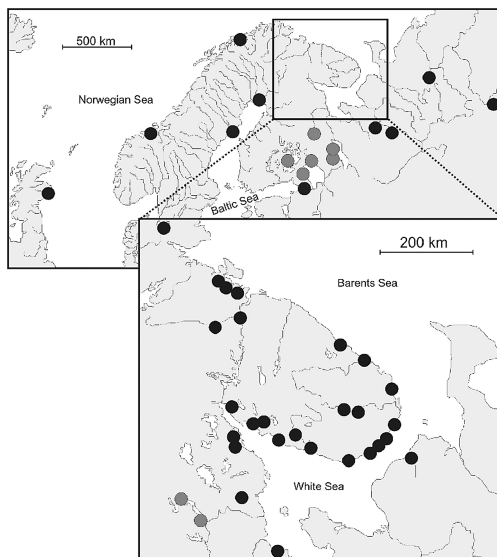 500 km
Norwegian Sea
Baltic Sea
200 km
Barents Sea
White Sea